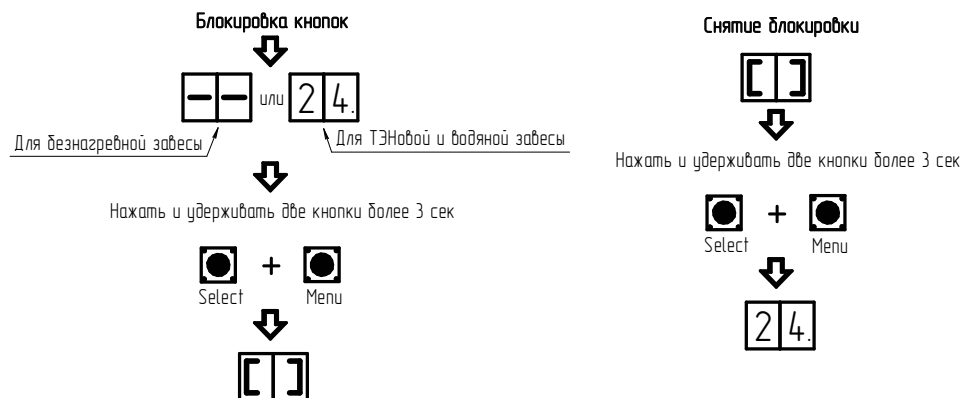 Блокировка кнопок
-- или 24.
Для безнагревной завесы
Для ТЭНовой и водяной завесы
Нажать и удерживать две кнопки более 3 сек
+
Select Menu
[ ]
Снятие блокировки
[ ]
Нажать и удерживать две кнопки более 3 сек
+
Select Menu
24.